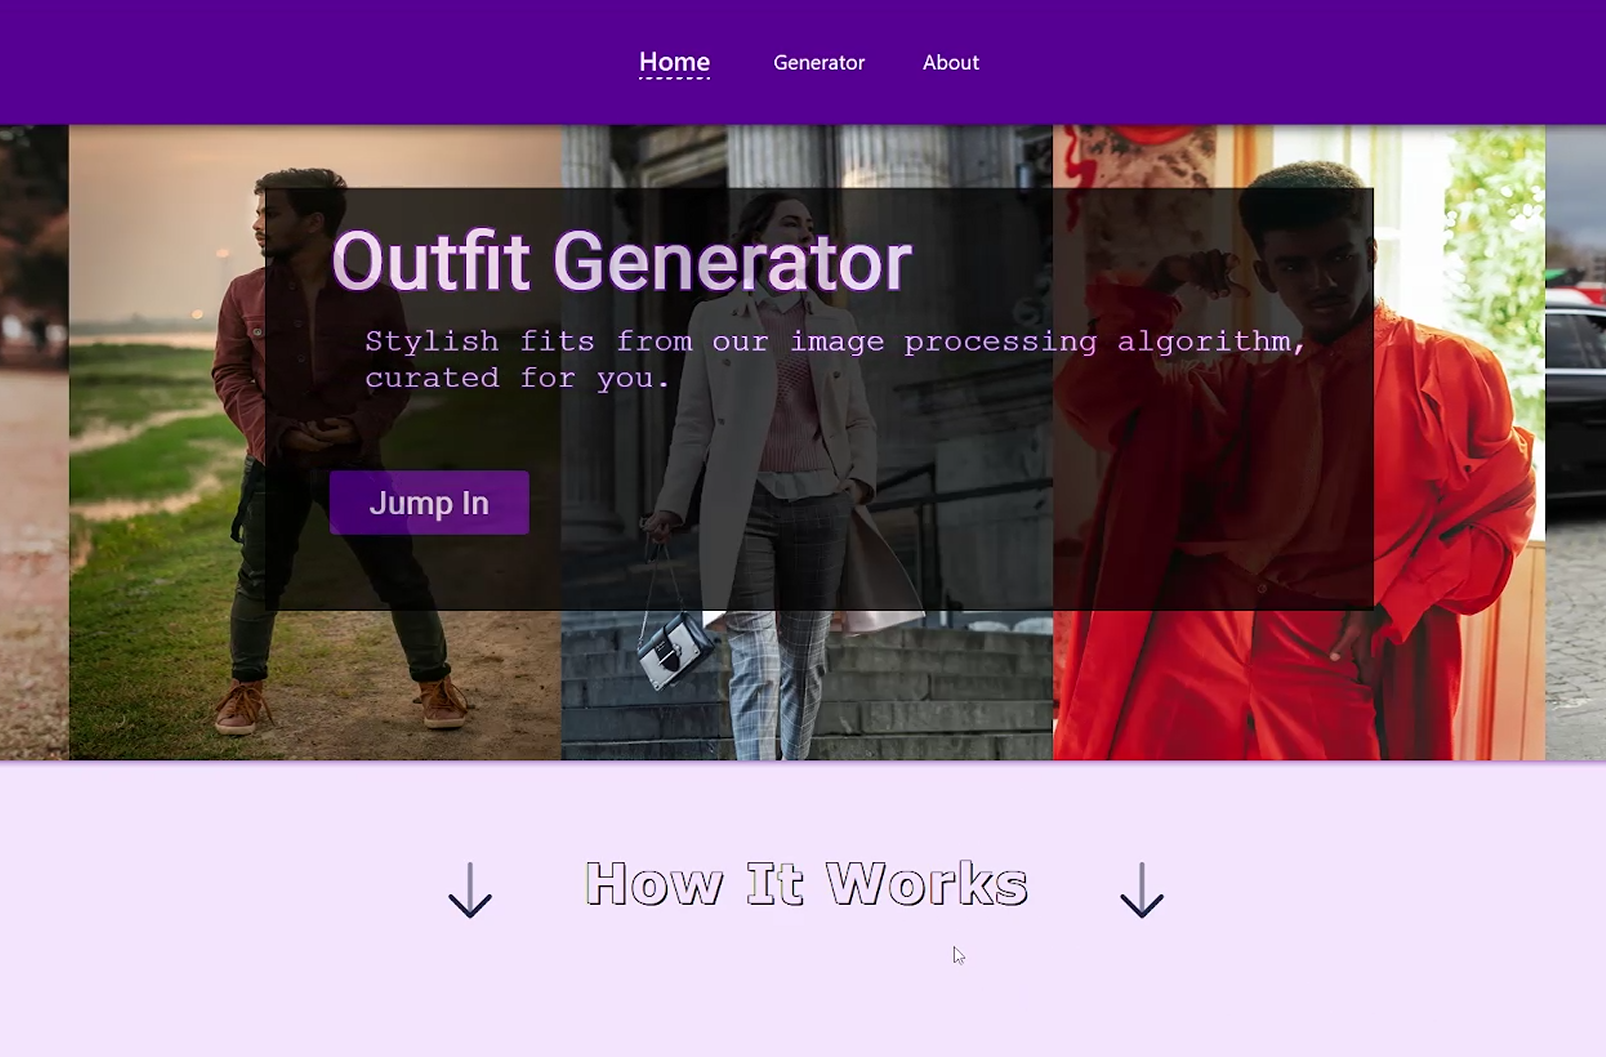 Home Generator About
Outfit Generator
Stylish fits from our image processing algorithm,
curated for you.
Jump In
How It Works